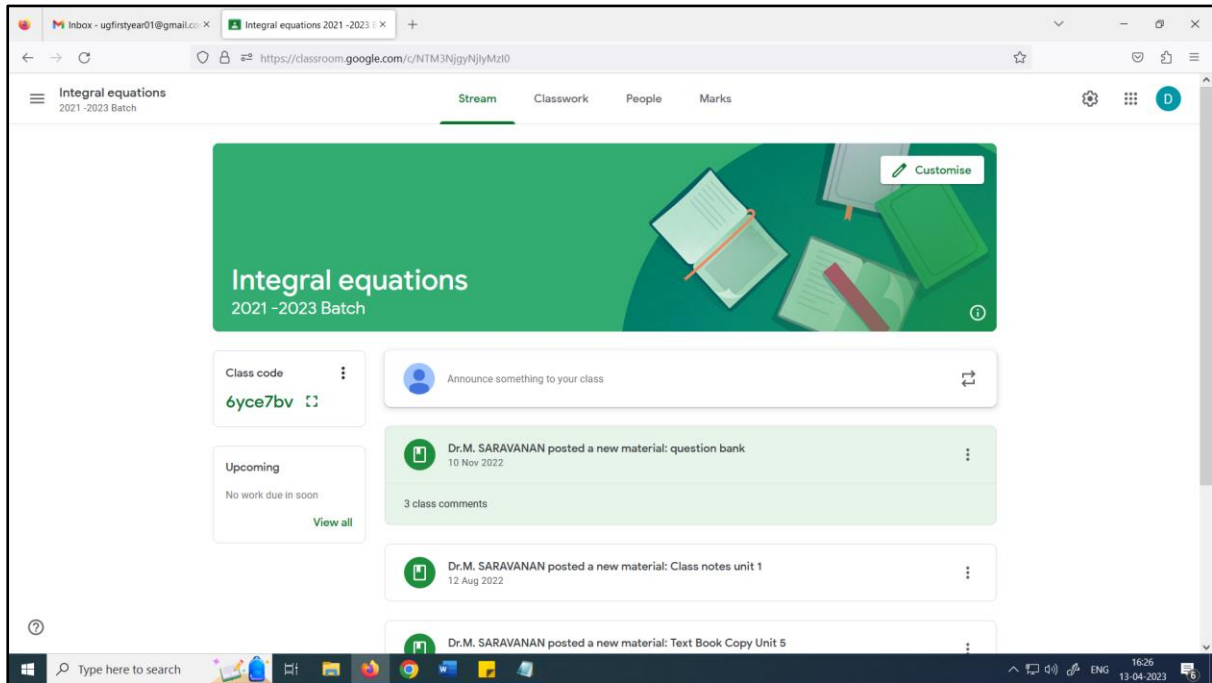 Inbox - ugfirstyear01@gmail.co
Integral equations 2021 -2023
https://classroom.google.com/c/NTM3NjgyNjIyMzI0
Integral equations
2021 -2023 Batch
Stream Classwork People Marks
D
Customise
Integral equations
2021 -2023 Batch
Class code
6yce7bv
Announce something to your class
Dr.M. SARAVANAN posted a new material: question bank
10 Nov 2022
3 class comments
Upcoming
No work due in soon
View all
Dr.M. SARAVANAN posted a new material: Class notes unit 1
12 Aug 2022
Dr.M. SARAVANAN posted a new material: Text Book Copy Unit 5
Type here to search
ENG
16:26
13-04-2023
6